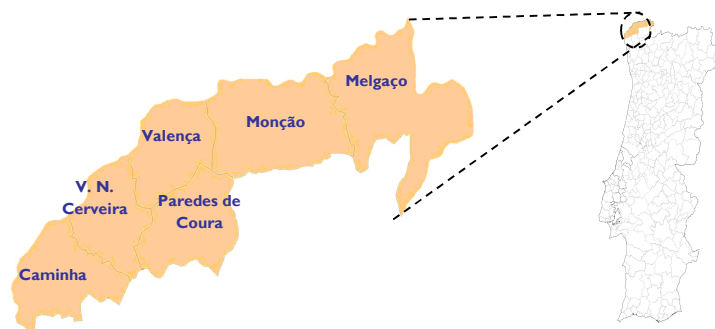 Melgaço
Monção
Valença
V. N.
Cerveira
Paredes de
Coura
Caminha